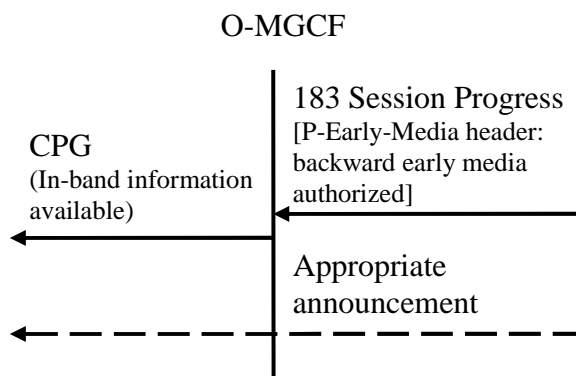 O-MGCF
183 Session Progress
[P-Early-Media header:
backward early media
authorized]
CPG
(In-band information
available)
Appropriate
announcement